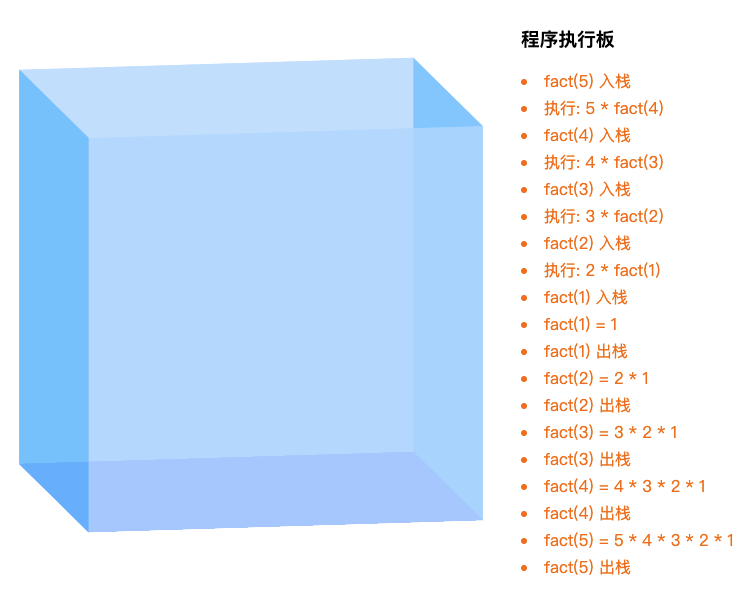 程序执行板
fact(5) 入栈
执行: 5 * fact(4)
fact(4) 入栈
执行: 4 * fact(3)
fact(3) 入栈
执行: 3 * fact(2)
fact(2) 入栈
执行: 2 * fact(1)
fact(1) 入栈
fact(1) = 1
fact(1) 出栈
fact(2) = 2 * 1
fact(2) 出栈
fact(3) = 3 * 2 * 1
fact(3) 出栈
fact(4) = 4 * 3 * 2 * 1
fact(4) 出栈
fact(5) = 5 * 4 * 3 * 2 * 1
fact(5) 出栈